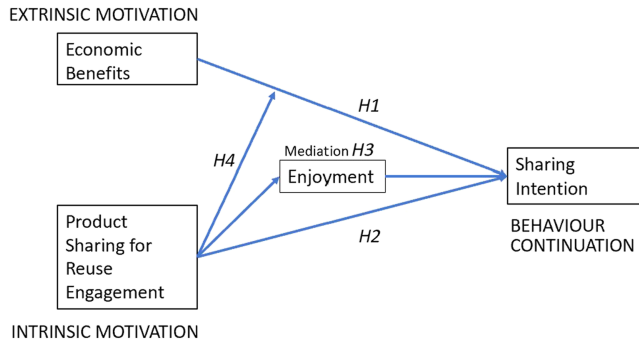 EXTRINSIC MOTIVATION
Economic
Benefits
H1
H4
Mediation H3
Enjoyment
Sharing
Intention
Product
Sharing for
Reuse
Engagement
H2
BEHAVIOUR
CONTINUATION
INTRINSIC MOTIVATION